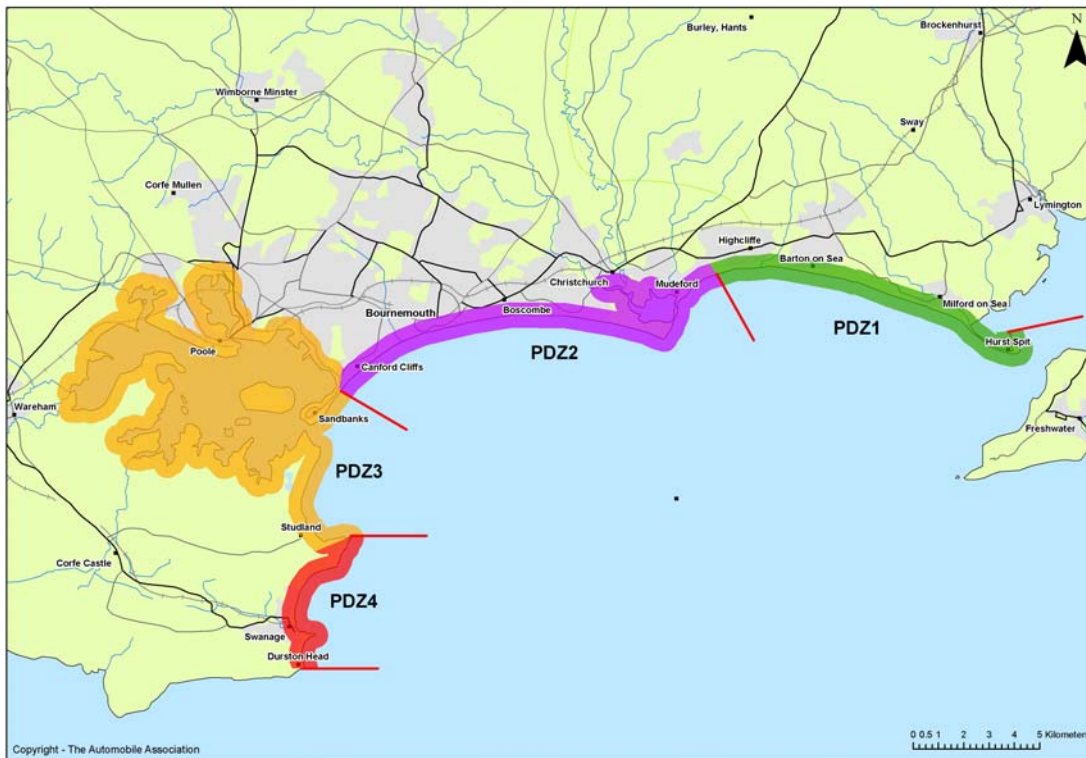 Burley, Hants
Brockenhurst
N
Wimborne Minster
Sway
Corfe Mullen
Lymington
Highcliffe
Barton on Sea
Christchurch
Mudeford
Milford on Sea
Bournemouth
Boscombe
Hurst Spit
Poole
PDZ2
PDZ1
Canford Cliffs
Wareham
Sandbanks
Freshwater
PDZ3
Studland
Corfe Castle
PDZ4
Swanage
Durston Head
Copyright - The Automobile Association
0 0.5 1 2 3 4 5 Kilometers